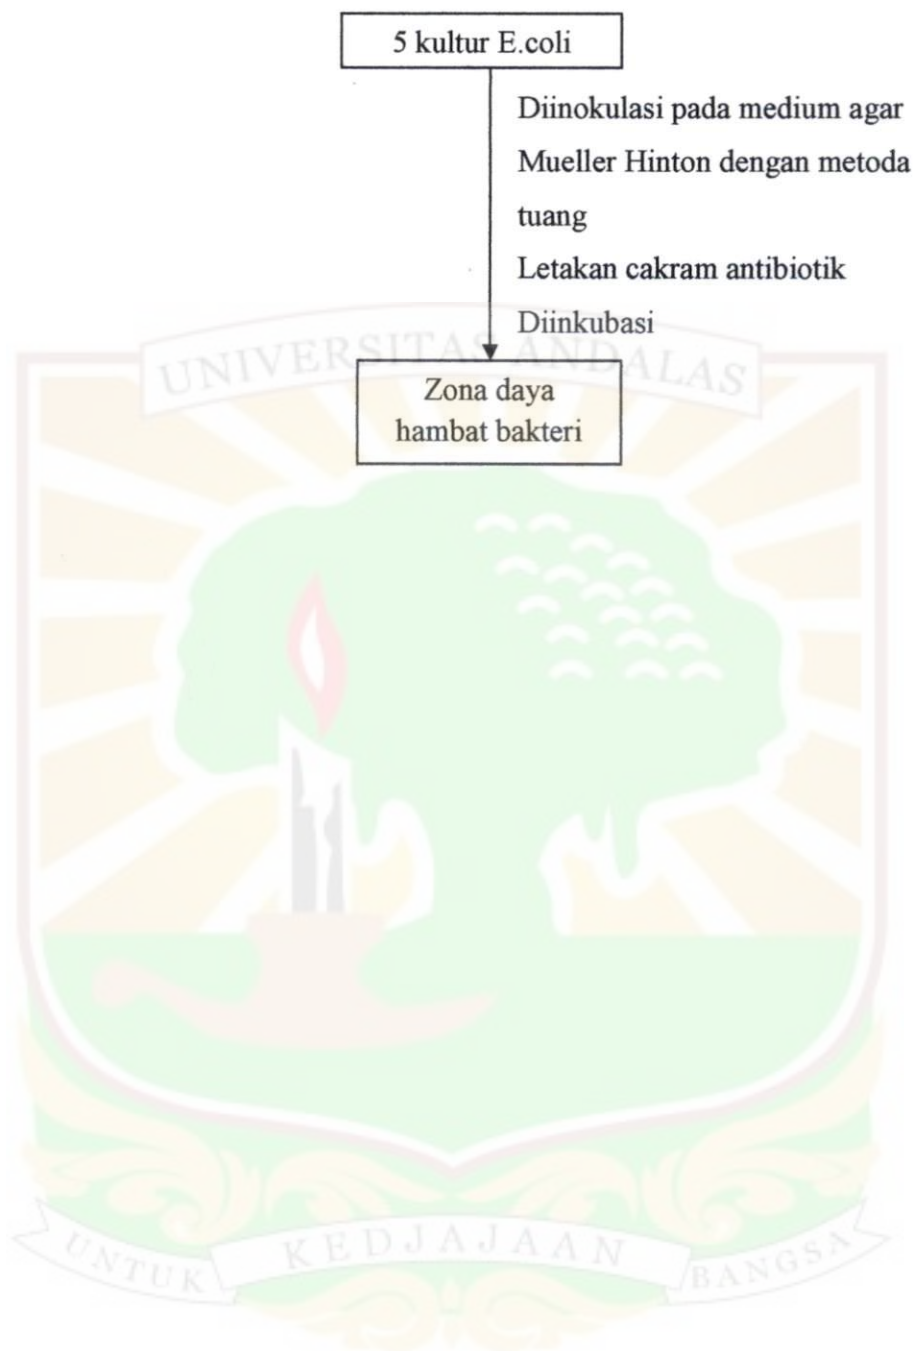 5 kultur E.coli
Diinokulasi pada medium agar
Mueller Hinton dengan metoda
tuang
Letakan cakram antibiotik
Diinkubasi
UNIVERSITAS ANDALAS
Zona daya
hambat bakteri
UNTUK KEDJAJAAN BANGSA